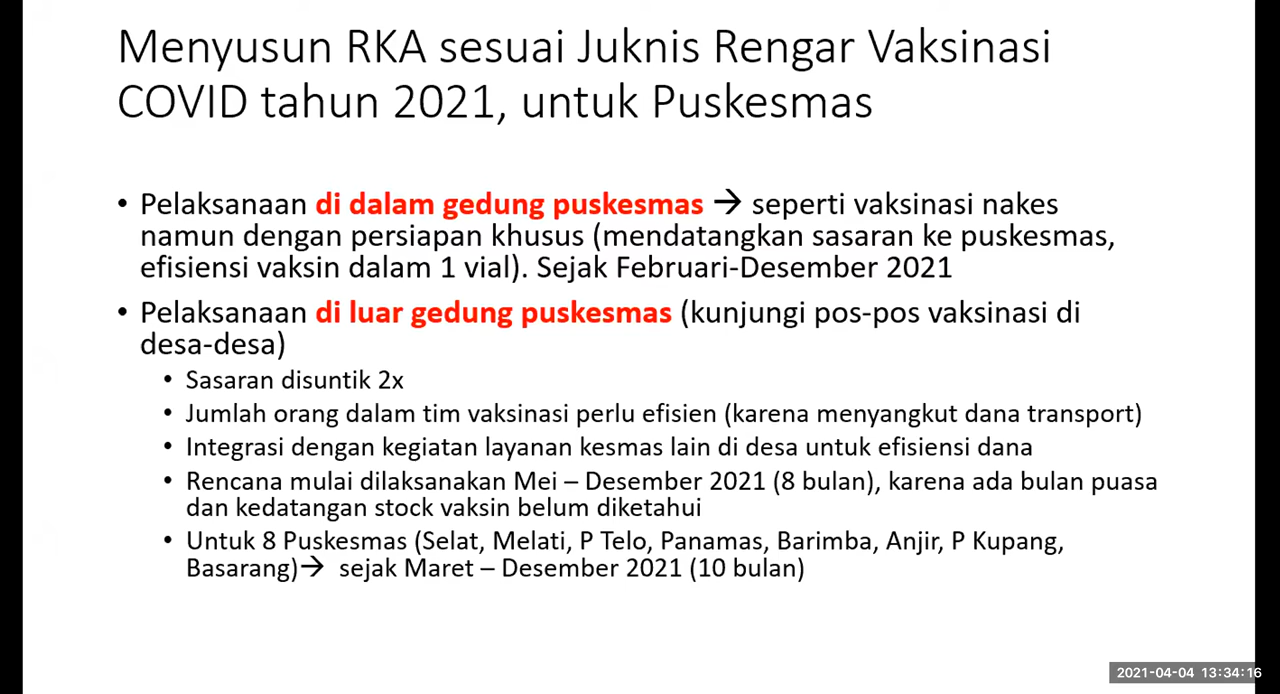 Menyusun RKA sesuai Juknis Rengar Vaksinasi
COVID tahun 2021, untuk Puskesmas
• Pelaksanaan di dalam gedung puskesmas → seperti vaksinasi nakes
namun dengan persiapan khusus (mendatangkan sasaran ke puskesmas,
efisiensi vaksin dalam 1 vial). Sejak Februari-Desember 2021
• Pelaksanaan di luar gedung puskesmas (kunjungi pos-pos vaksinasi di
desa-desa)
• Sasaran disuntik 2x
• Jumlah orang dalam tim vaksinasi perlu efisien (karena menyangkut dana transport)
• Integrasi dengan kegiatan layanan kesmas lain di desa untuk efisiensi dana
• Rencana mulai dilaksanakan Mei – Desember 2021 (8 bulan), karena ada bulan puasa
dan kedatangan stock vaksin belum diketahui
• Untuk 8 Puskesmas (Selat, Melati, P Telo, Panamas, Barimba, Anjir, P Kupang,
Basarang)→ sejak Maret – Desember 2021 (10 bulan)
2021-04-04 13:34:16